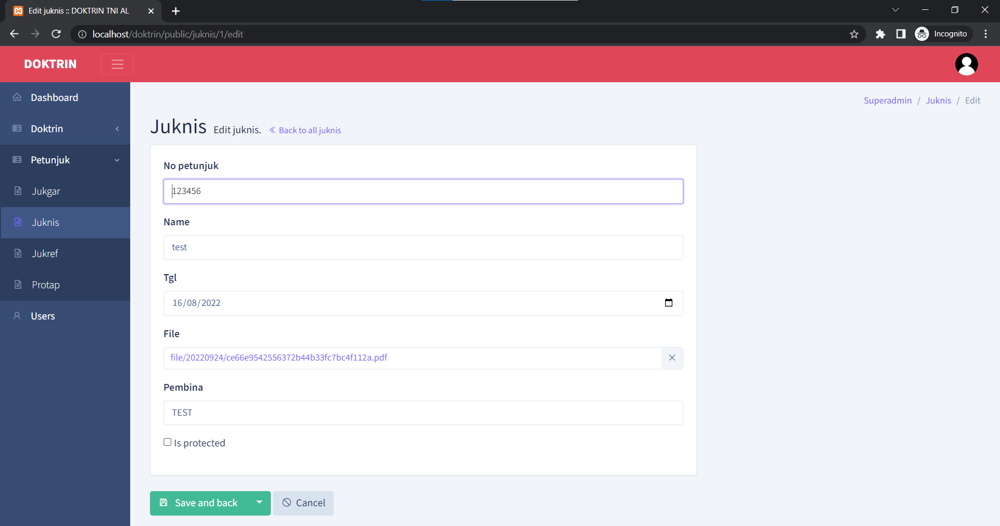 Edit juknis :: DOKTRIN TNI AL
localhost/doktrin/public/juknis/1/edit
Incognito
DOKTRIN
Dashboard
Doktrin
Petunjuk
Jukgar
Juknis
Jukref
Protap
Users
Superadmin / Juknis / Edit
Juknis Edit juknis. Back to all juknis
No petunjuk
123456
Name
test
Tgl
16/08/2022
File
file/20220924/ce66e9542556372b44b33fc7bc4f112a.pdf
Pembina
TEST
Is protected
Save and back
Cancel